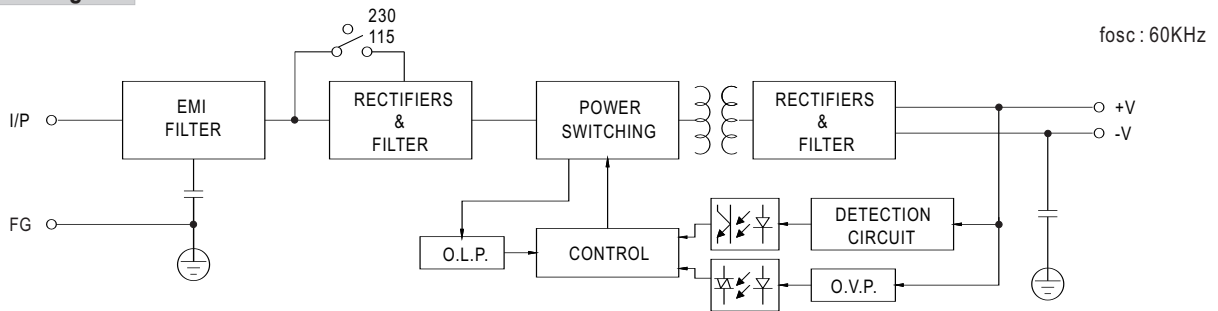 230
115
fosc : 60KHz
I/P
EMI
FILTER
RECTIFIERS
&
FILTER
POWER
SWITCHING
RECTIFIERS
&
FILTER
+V
-V
FG
O.L.P.
CONTROL
DETECTION
CIRCUIT
O.V.P.